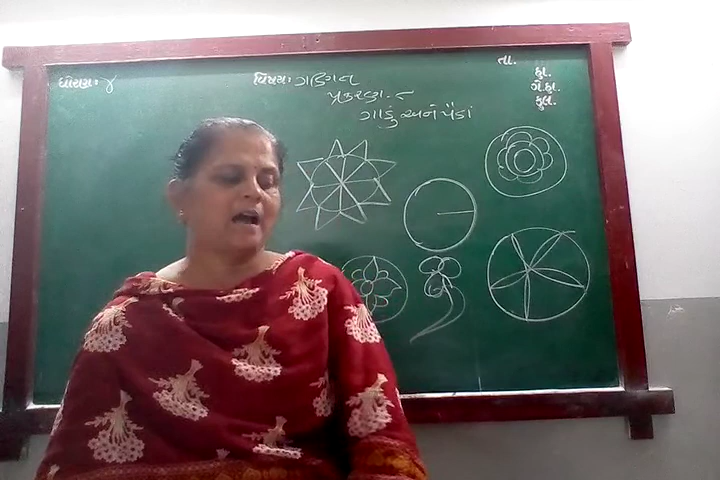 ધોરણ: ૪
વિષય: ગણિત
પ્રકરણ. ૮
ગાડું અને પૈડાં
તા.
હા.
ગે.હા.
કુલ.